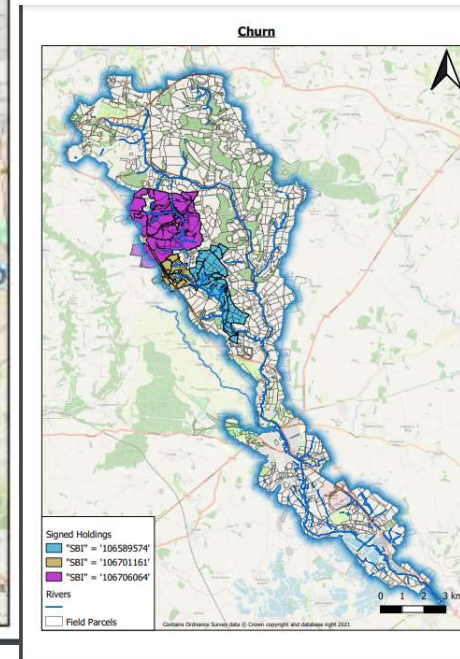 Churn
Signed Holdings
"SBI" = '106589574'
"SBI" = '106701161'
"SBI" = '106706064'
Rivers
Field Parcels
0 1 2 3 km
Contains Ordnance Survey data © Crown copyright and database right 2021